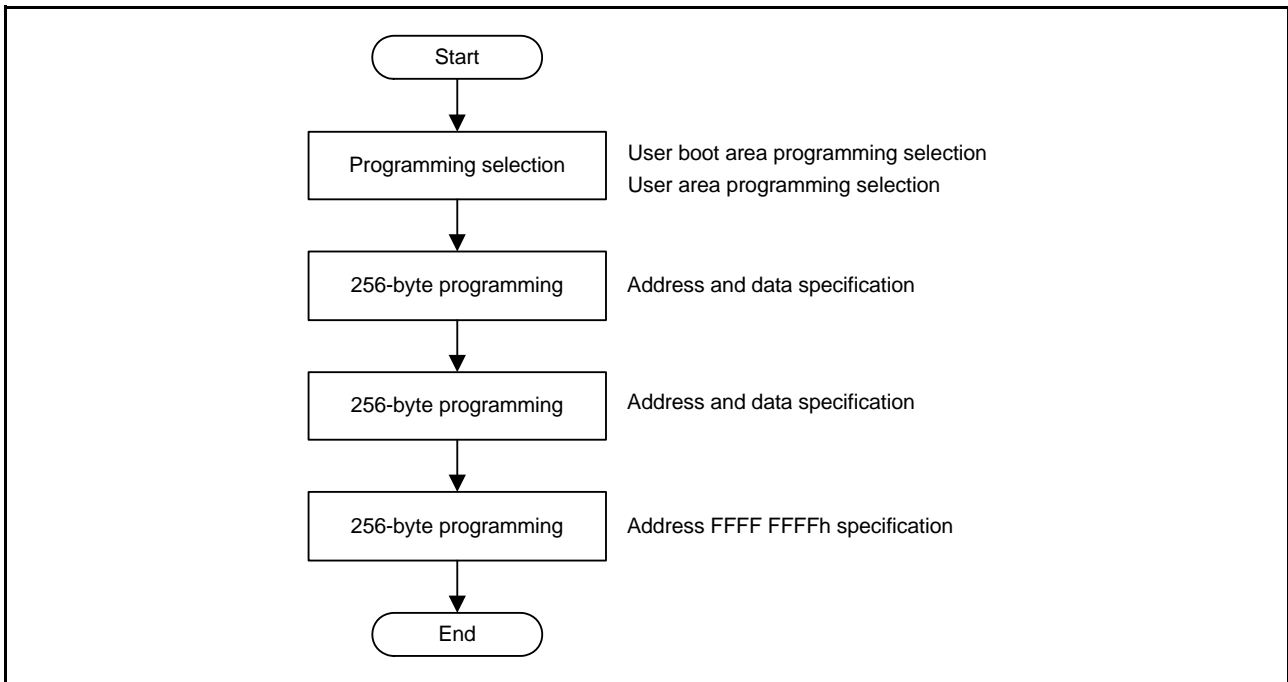 Start
Programming selection
User boot area programming selection
User area programming selection
256-byte programming
Address and data specification
256-byte programming
Address and data specification
256-byte programming
Address FFFF FFFFh specification
End